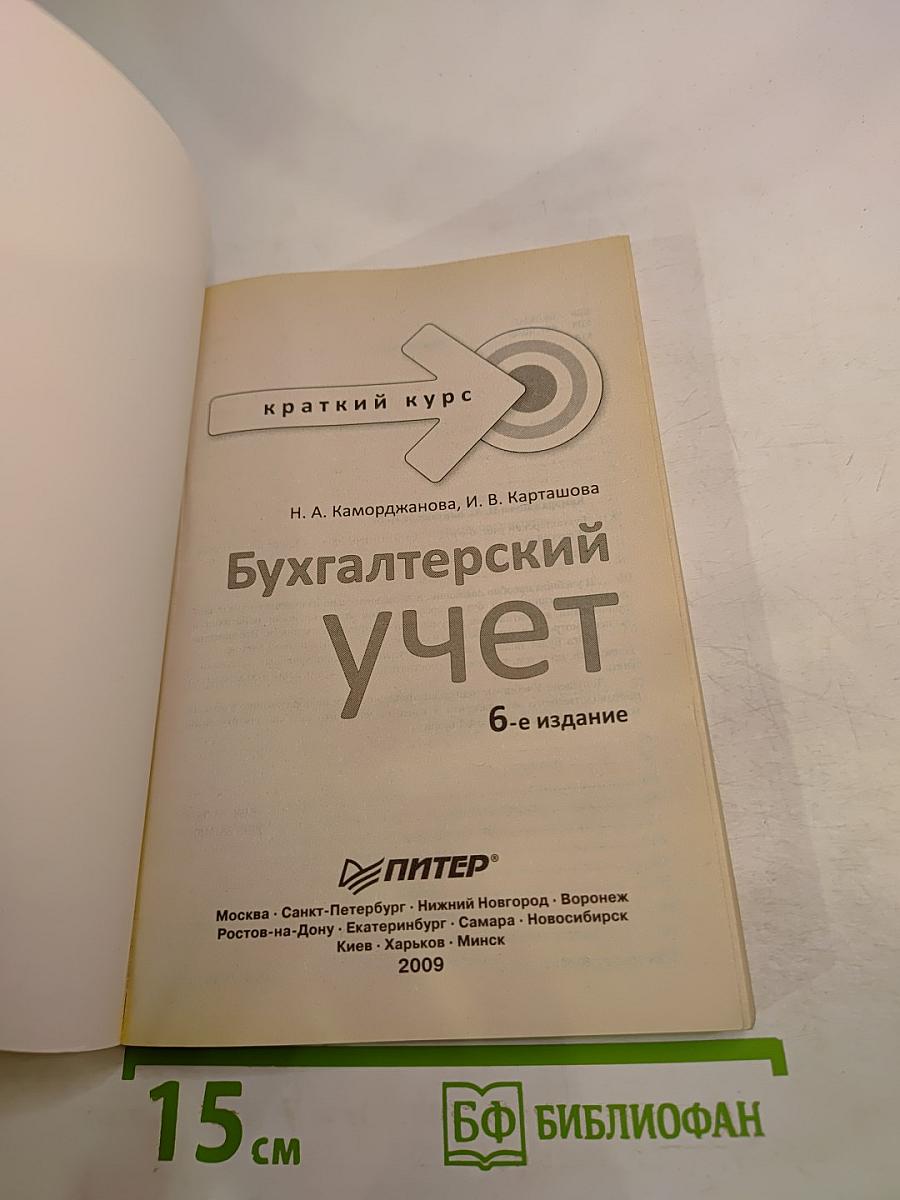 краткий курс
Н. А. Каморджанова, И. В. Карташова
Бухгалтерский
учет
6-е издание
ПИТЕР®
Москва · Санкт-Петербург · Нижний Новгород · Воронеж
Ростов-на-Дону · Екатеринбург · Самара · Новосибирск
Киев · Харьков · Минск
2009
15 см
БФ БИБЛИОФАН